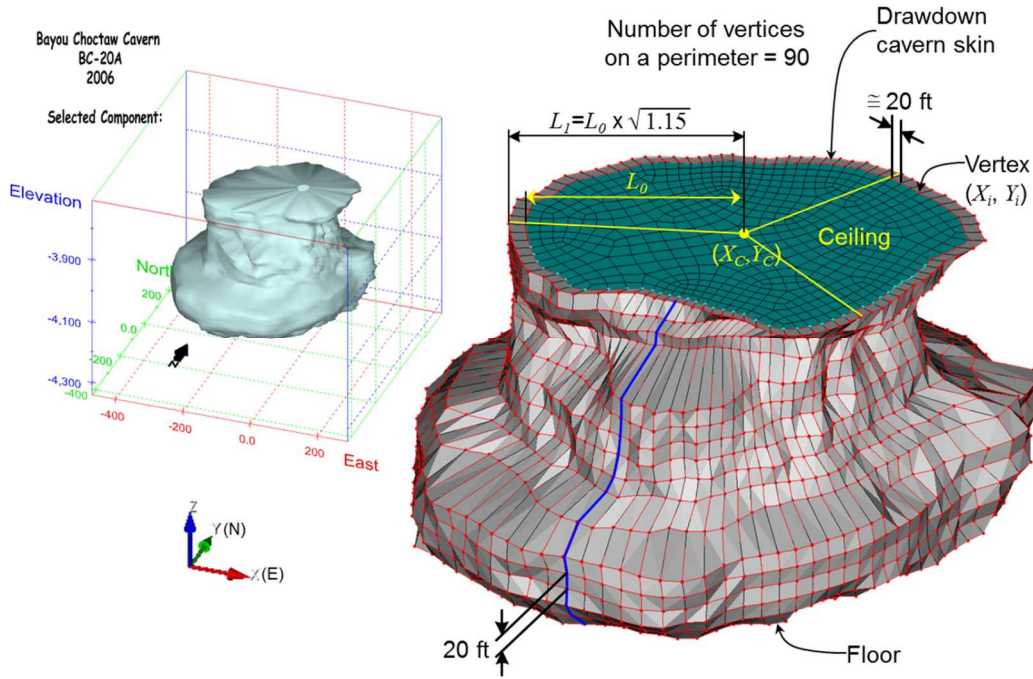 Bayou Choctaw Cavern
BC-20A
2006
Selected Component:
Elevation
-3,900
-4,100
-4,300
North
200
0.0
-200
-400
-400
-200
0.0
200
East
Z
Y(N)
X(E)
Number of vertices
on a perimeter = 90
Drawdown
cavern skin
≅ 20 ft
L₁=L₀ x √1.15
L₀
Vertex
(Xᵢ, Yᵢ)
Ceiling
(X_C,Y_C)
20 ft
Floor